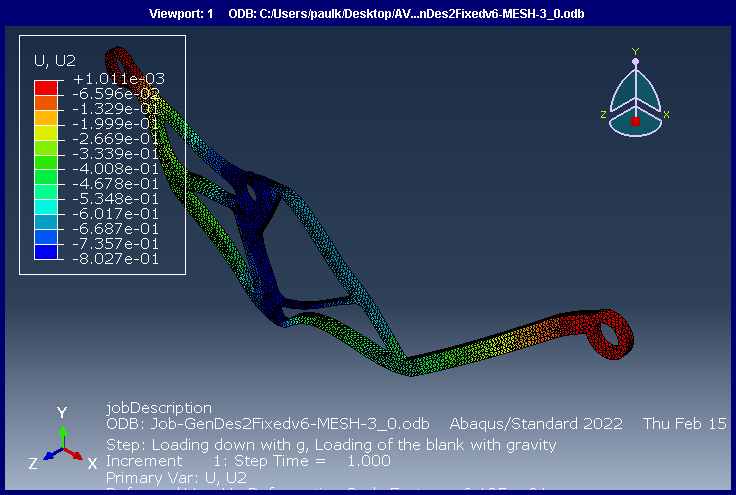 Viewport: 1 ODB: C:/Users/paulk/Desktop/AV...nDes2Fixedv6-MESH-3_0.odb
U, U2
+1.011e-03
-6.596e-02
-1.329e-01
-1.999e-01
-2.669e-01
-3.339e-01
-4.008e-01
-4.678e-01
-5.348e-01
-6.017e-01
-6.687e-01
-7.357e-01
-8.027e-01
Y
Z X
Y
Z X
jobDescription
ODB: Job-GenDes2Fixedv6-MESH-3_0.odb Abaqus/Standard 2022 Thu Feb 15
Step: Loading down with g, Loading of the blank with gravity
Increment 1: Step Time = 1.000
Primary Var: U, U2